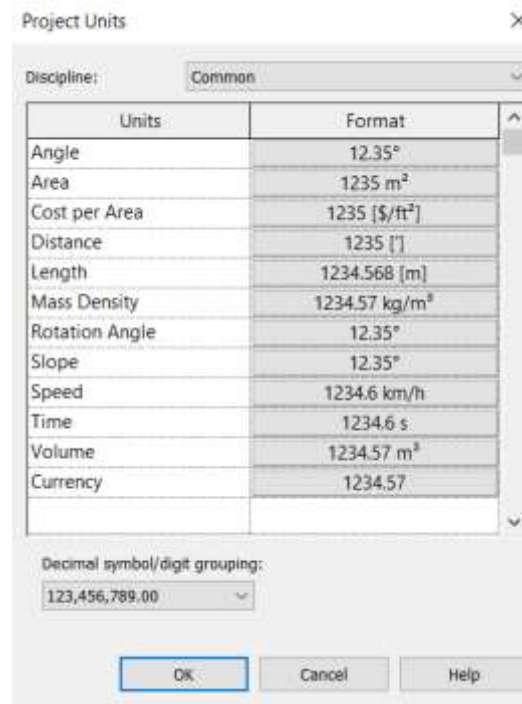 Project Units
Discipline: Common
Units Format
Angle 12.35°
Area 1235 m²
Cost per Area 1235 [$/ft²]
Distance 1235 [']
Length 1234.568 [m]
Mass Density 1234.57 kg/m³
Rotation Angle 12.35°
Slope 12.35°
Speed 1234.6 km/h
Time 1234.6 s
Volume 1234.57 m³
Currency 1234.57
Decimal symbol/digit grouping:
123,456,789.00
OK Cancel Help